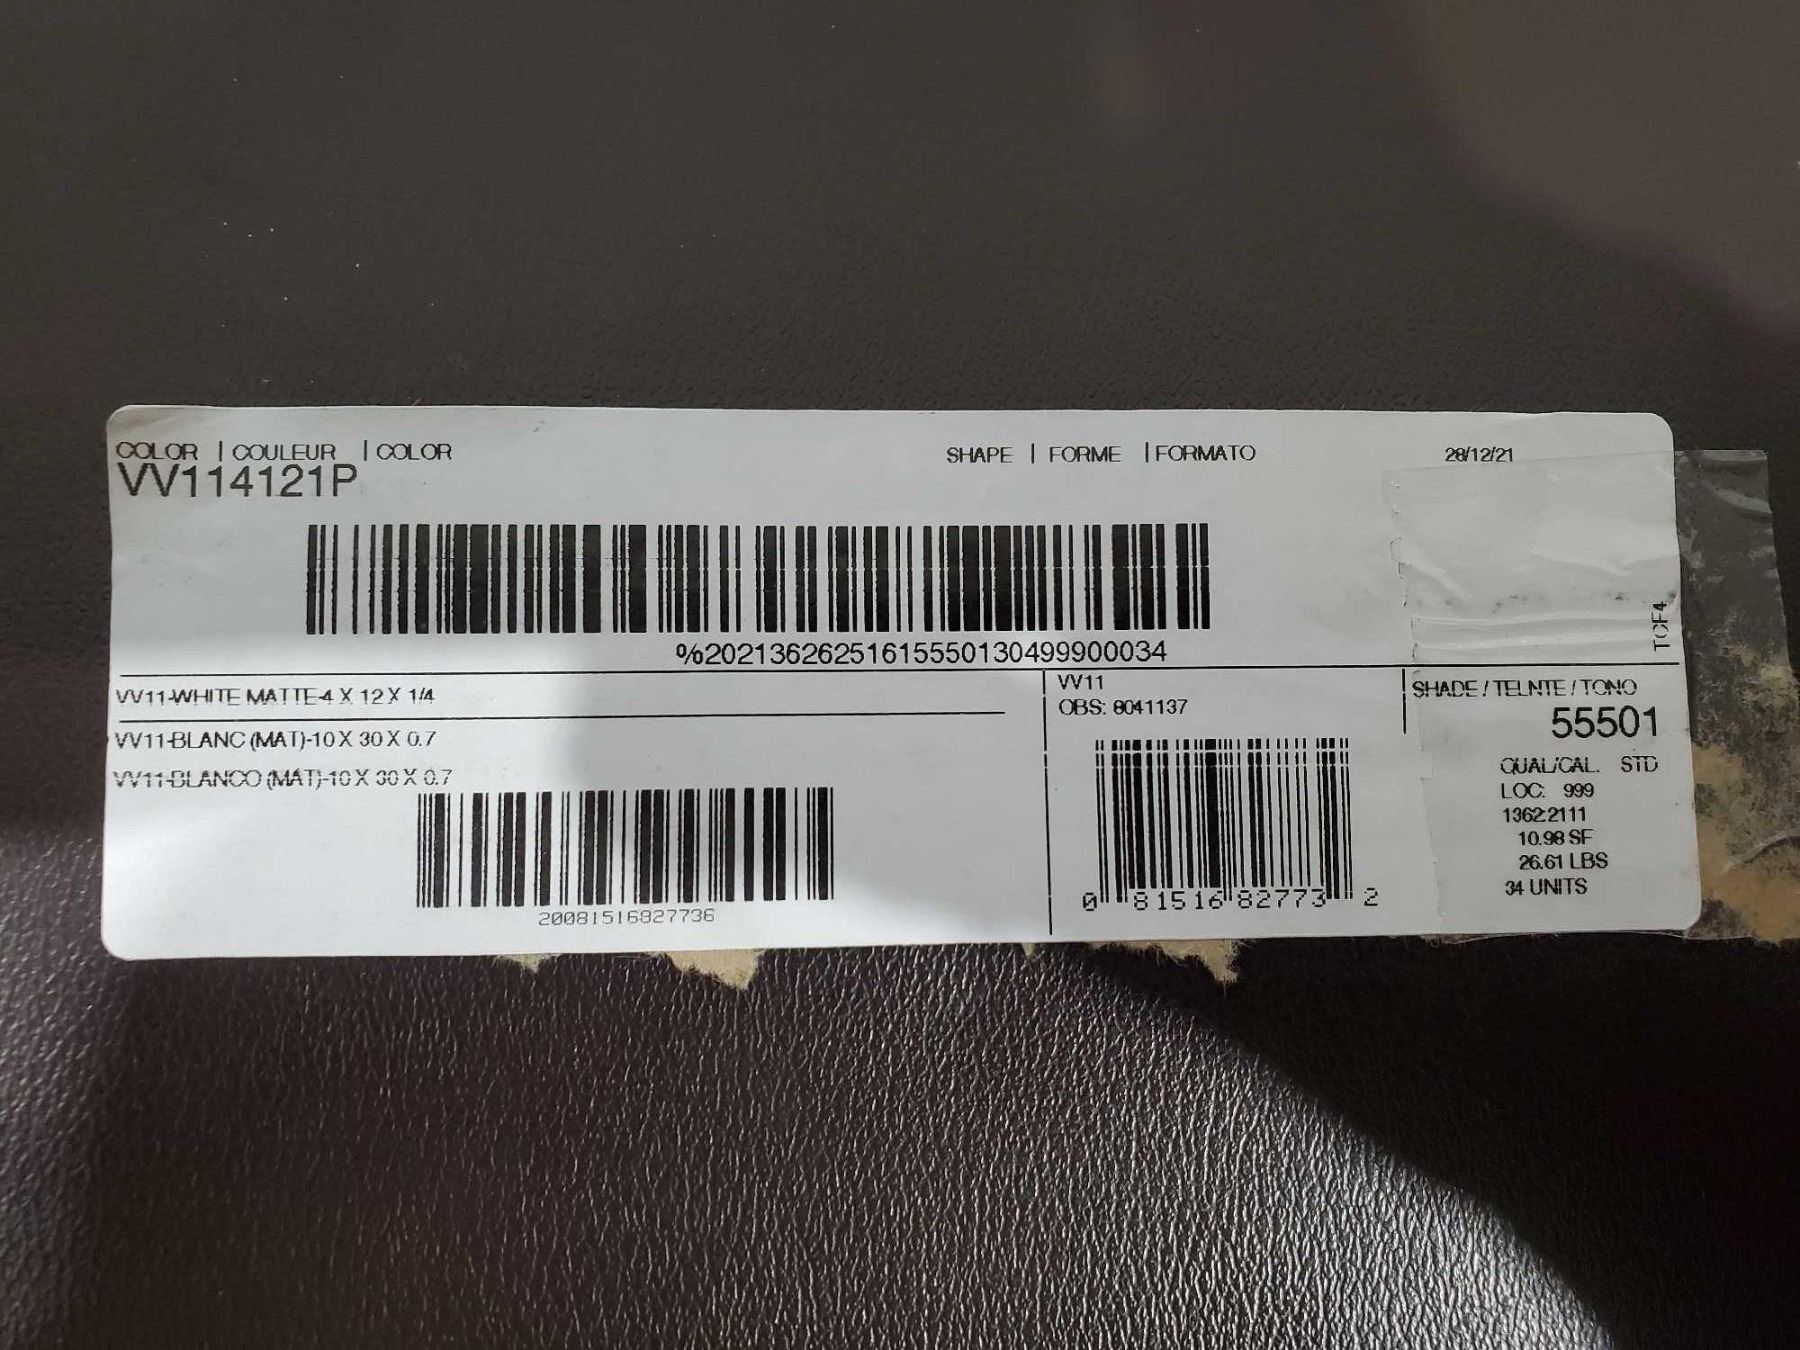 COLOR | COULEUR | COLOR
VV114121P
SHAPE | FORME | FORMATO
28/12/21
%20213626251615550130499900034
TCF4
VV11-WHITE MATTE-4 X 12 X 1/4
VV11-BLANC (MAT)-10 X 30 X 0.7
VV11-BLANCO (MAT)-10 X 30 X 0.7
20081516827736
VV11
OBS: 8041137
0 81516 82773 2
SHADE / TELNTE / TONO
55501
QUAL/CAL. STD
LOC: 999
1362 2111
10.98 SF
26.61 LBS
34 UNITS